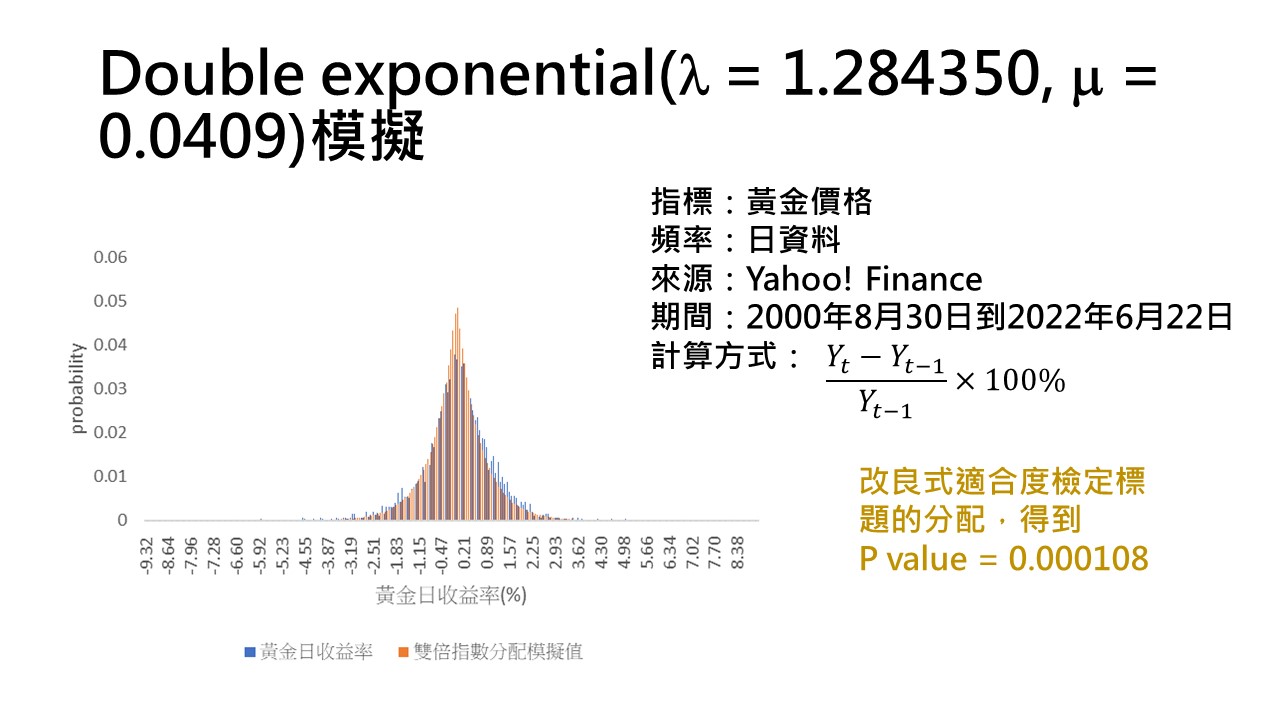 Double exponential(λ = 1.284350, μ =
0.0409)模擬
指標：黃金價格
頻率：日資料
來源：Yahoo! Finance
期間：2000年8月30日到2022年6月22日
計算方式：
Yₜ − Yₜ₋₁
Yₜ₋₁
× 100%
改良式適合度檢定標
題的分配，得到
P value = 0.000108
0.06
0.05
0.04
0.03
0.02
0.01
0
probability
-9.32
-8.64
-7.96
-7.28
-6.60
-5.92
-5.23
-4.55
-3.87
-3.19
-2.51
-1.83
-1.15
-0.47
0.21
0.89
1.57
2.25
2.93
3.62
4.30
4.98
5.66
6.34
7.02
7.70
8.38
黃金日收益率(%)
黃金日收益率
雙倍指數分配模擬值